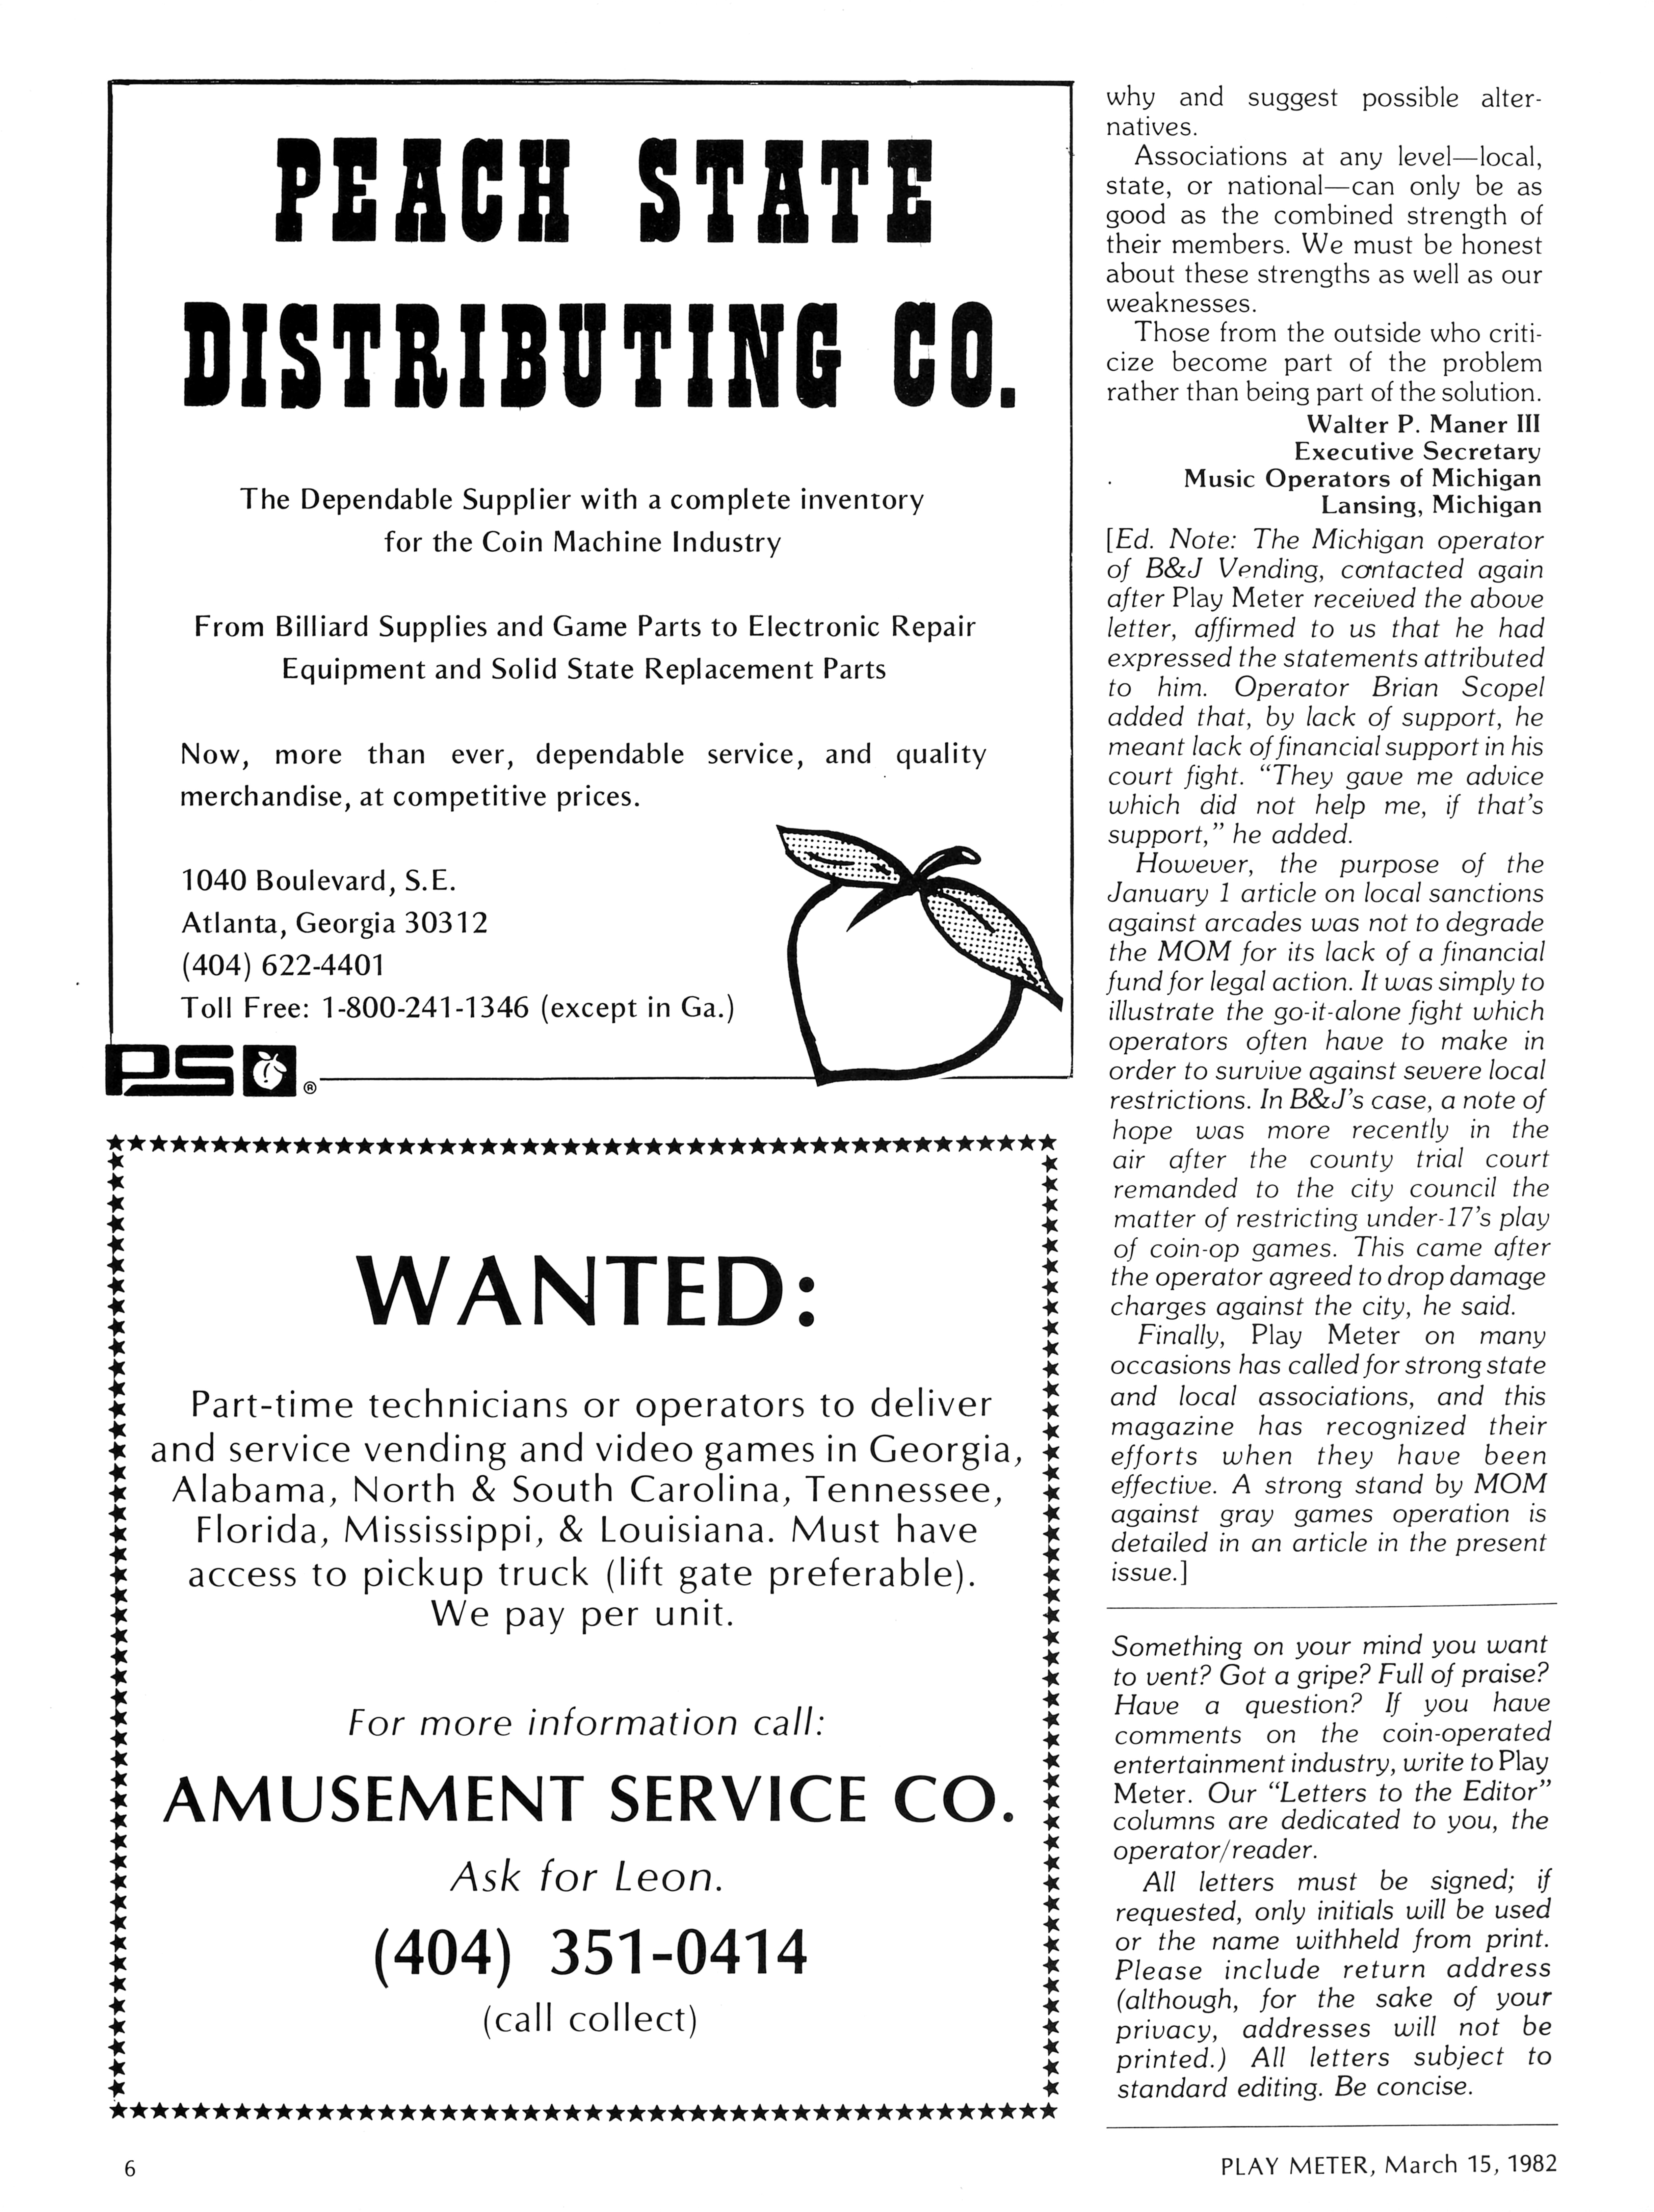 PEACH STATE
DISTRIBUTING CO.
The Dependable Supplier with a complete inventory
for the Coin Machine Industry
From Billiard Supplies and Game Parts to Electronic Repair
Equipment and Solid State Replacement Parts
Now, more than ever, dependable service, and quality
merchandise, at competitive prices.
1040 Boulevard, S.E.
Atlanta, Georgia 30312
(404) 622-4401
Toll Free: 1-800-241-1346 (except in Ga.)
PS ®
WANTED:
Part-time technicians or operators to deliver
and service vending and video games in Georgia,
Alabama, North & South Carolina, Tennessee,
Florida, Mississippi, & Louisiana. Must have
access to pickup truck (lift gate preferable).
We pay per unit.
For more information call:
AMUSEMENT SERVICE CO.
Ask for Leon.
(404) 351-0414
(call collect)
why and suggest possible alter-
natives.
Associations at any level—local,
state, or national—can only be as
good as the combined strength of
their members. We must be honest
about these strengths as well as our
weaknesses.
Those from the outside who criti-
cize become part of the problem
rather than being part of the solution.
Walter P. Maner III
Executive Secretary
Music Operators of Michigan
Lansing, Michigan
[Ed. Note: The Michigan operator
of B&J Vending, contacted again
after Play Meter received the above
letter, affirmed to us that he had
expressed the statements attributed
to him. Operator Brian Scopel
added that, by lack of support, he
meant lack of financial support in his
court fight. “They gave me advice
which did not help me, if that’s
support,” he added.
However, the purpose of the
January 1 article on local sanctions
against arcades was not to degrade
the MOM for its lack of a financial
fund for legal action. It was simply to
illustrate the go-it-alone fight which
operators often have to make in
order to survive against severe local
restrictions. In B&J’s case, a note of
hope was more recently in the
air after the county trial court
remanded to the city council the
matter of restricting under-17’s play
of coin-op games. This came after
the operator agreed to drop damage
charges against the city, he said.
Finally, Play Meter on many
occasions has called for strong state
and local associations, and this
magazine has recognized their
efforts when they have been
effective. A strong stand by MOM
against gray games operation is
detailed in an article in the present
issue.]
Something on your mind you want
to vent? Got a gripe? Full of praise?
Have a question? If you have
comments on the coin-operated
entertainment industry, write to Play
Meter. Our “Letters to the Editor”
columns are dedicated to you, the
operator/reader.
All letters must be signed; if
requested, only initials will be used
or the name withheld from print.
Please include return address
(although, for the sake of your
privacy, addresses will not be
printed.) All letters subject to
standard editing. Be concise.
6
PLAY METER, March 15, 1982